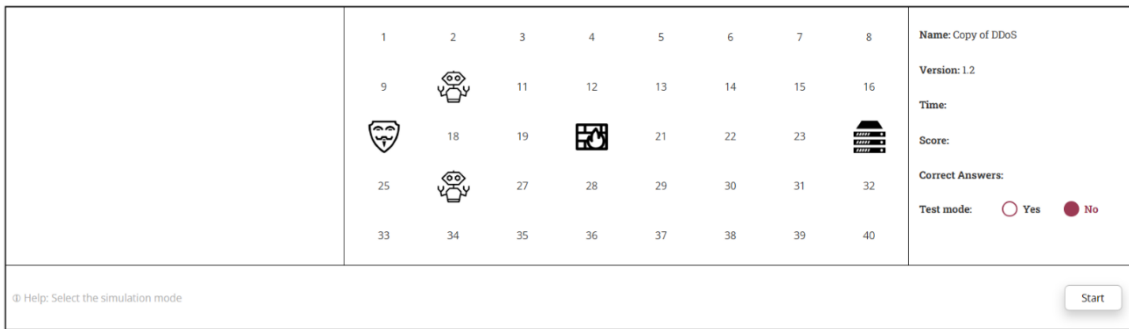 1 2 3 4 5 6 7 8
9 11 12 13 14 15 16
18 19 21 22 23
25 27 28 29 30 31 32
33 34 35 36 37 38 39 40
Name: Copy of DDoS
Version: 1.2
Time:
Score:
Correct Answers:
Test mode: Yes No
Help: Select the simulation mode
Start